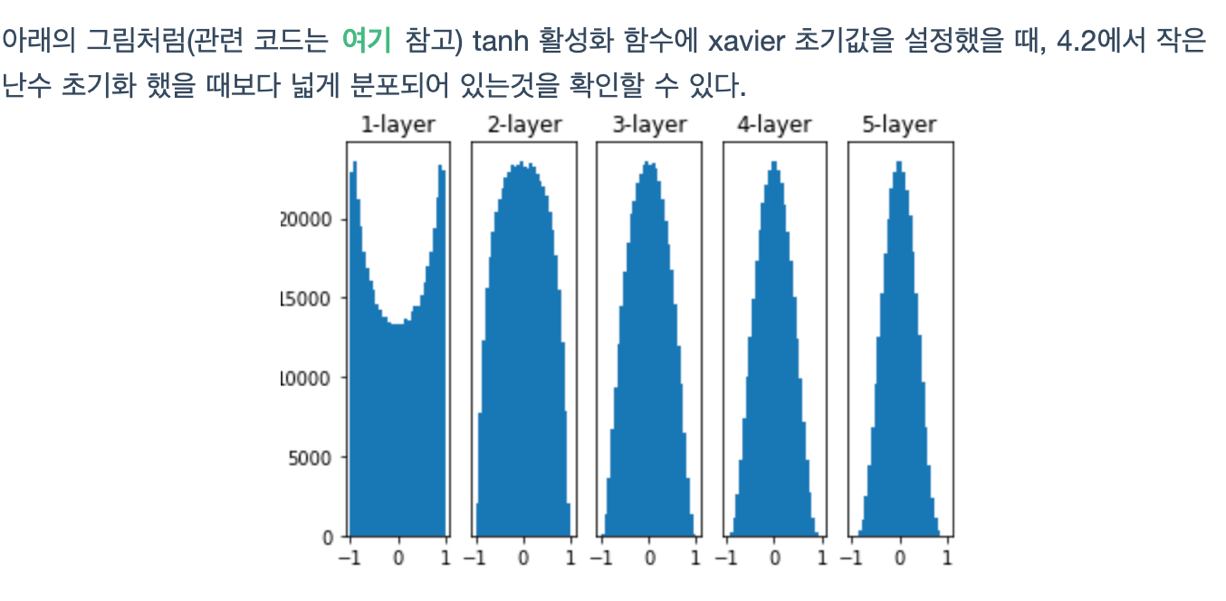 아래의 그림처럼(관련 코드는 여기 참고) tanh 활성화 함수에 xavier 초기값을 설정했을 때, 4.2에서 작은
난수 초기화 했을 때보다 넓게 분포되어 있는것을 확인할 수 있다.
1-layer 2-layer 3-layer 4-layer 5-layer
20000
15000
10000
5000
0
−1 0 1 −1 0 1 −1 0 1 −1 0 1 −1 0 1